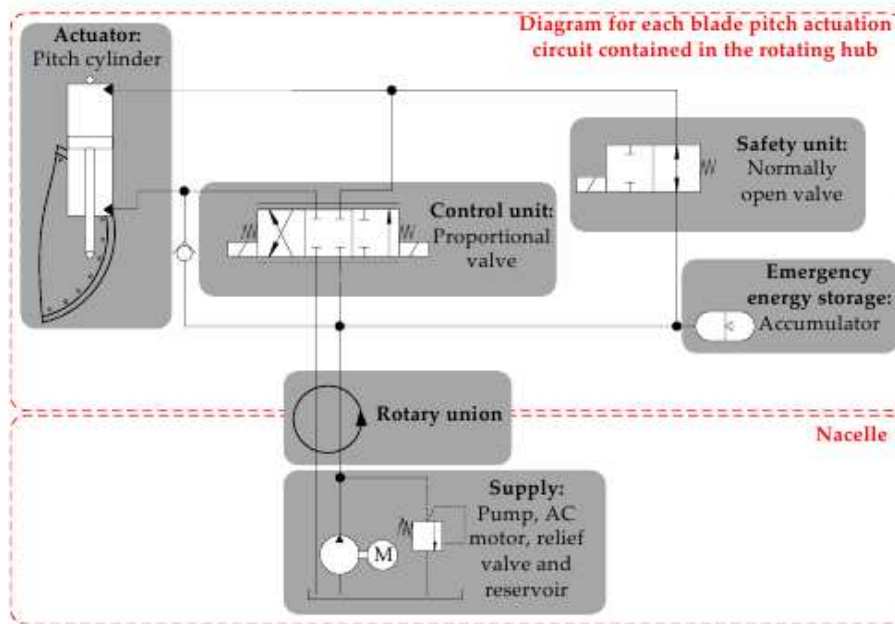 Diagram for each blade pitch actuation
circuit contained in the rotating hub
Actuator:
Pitch cylinder
Safety unit:
Normally
open valve
Control unit:
Proportional
valve
Emergency
energy storage:
Accumulator
Rotary union
Nacelle
Supply:
Pump, AC
motor, relief
valve and
reservoir
M